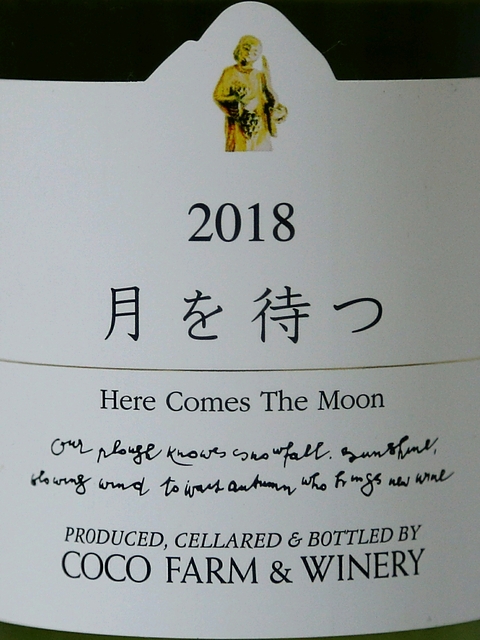 2018
月を待つ
Here Comes The Moon
Our plough knows snowfall. sunshine,
blowing wind to wait autumn who brings new wine
PRODUCED, CELLARED & BOTTLED BY
COCO FARM & WINERY